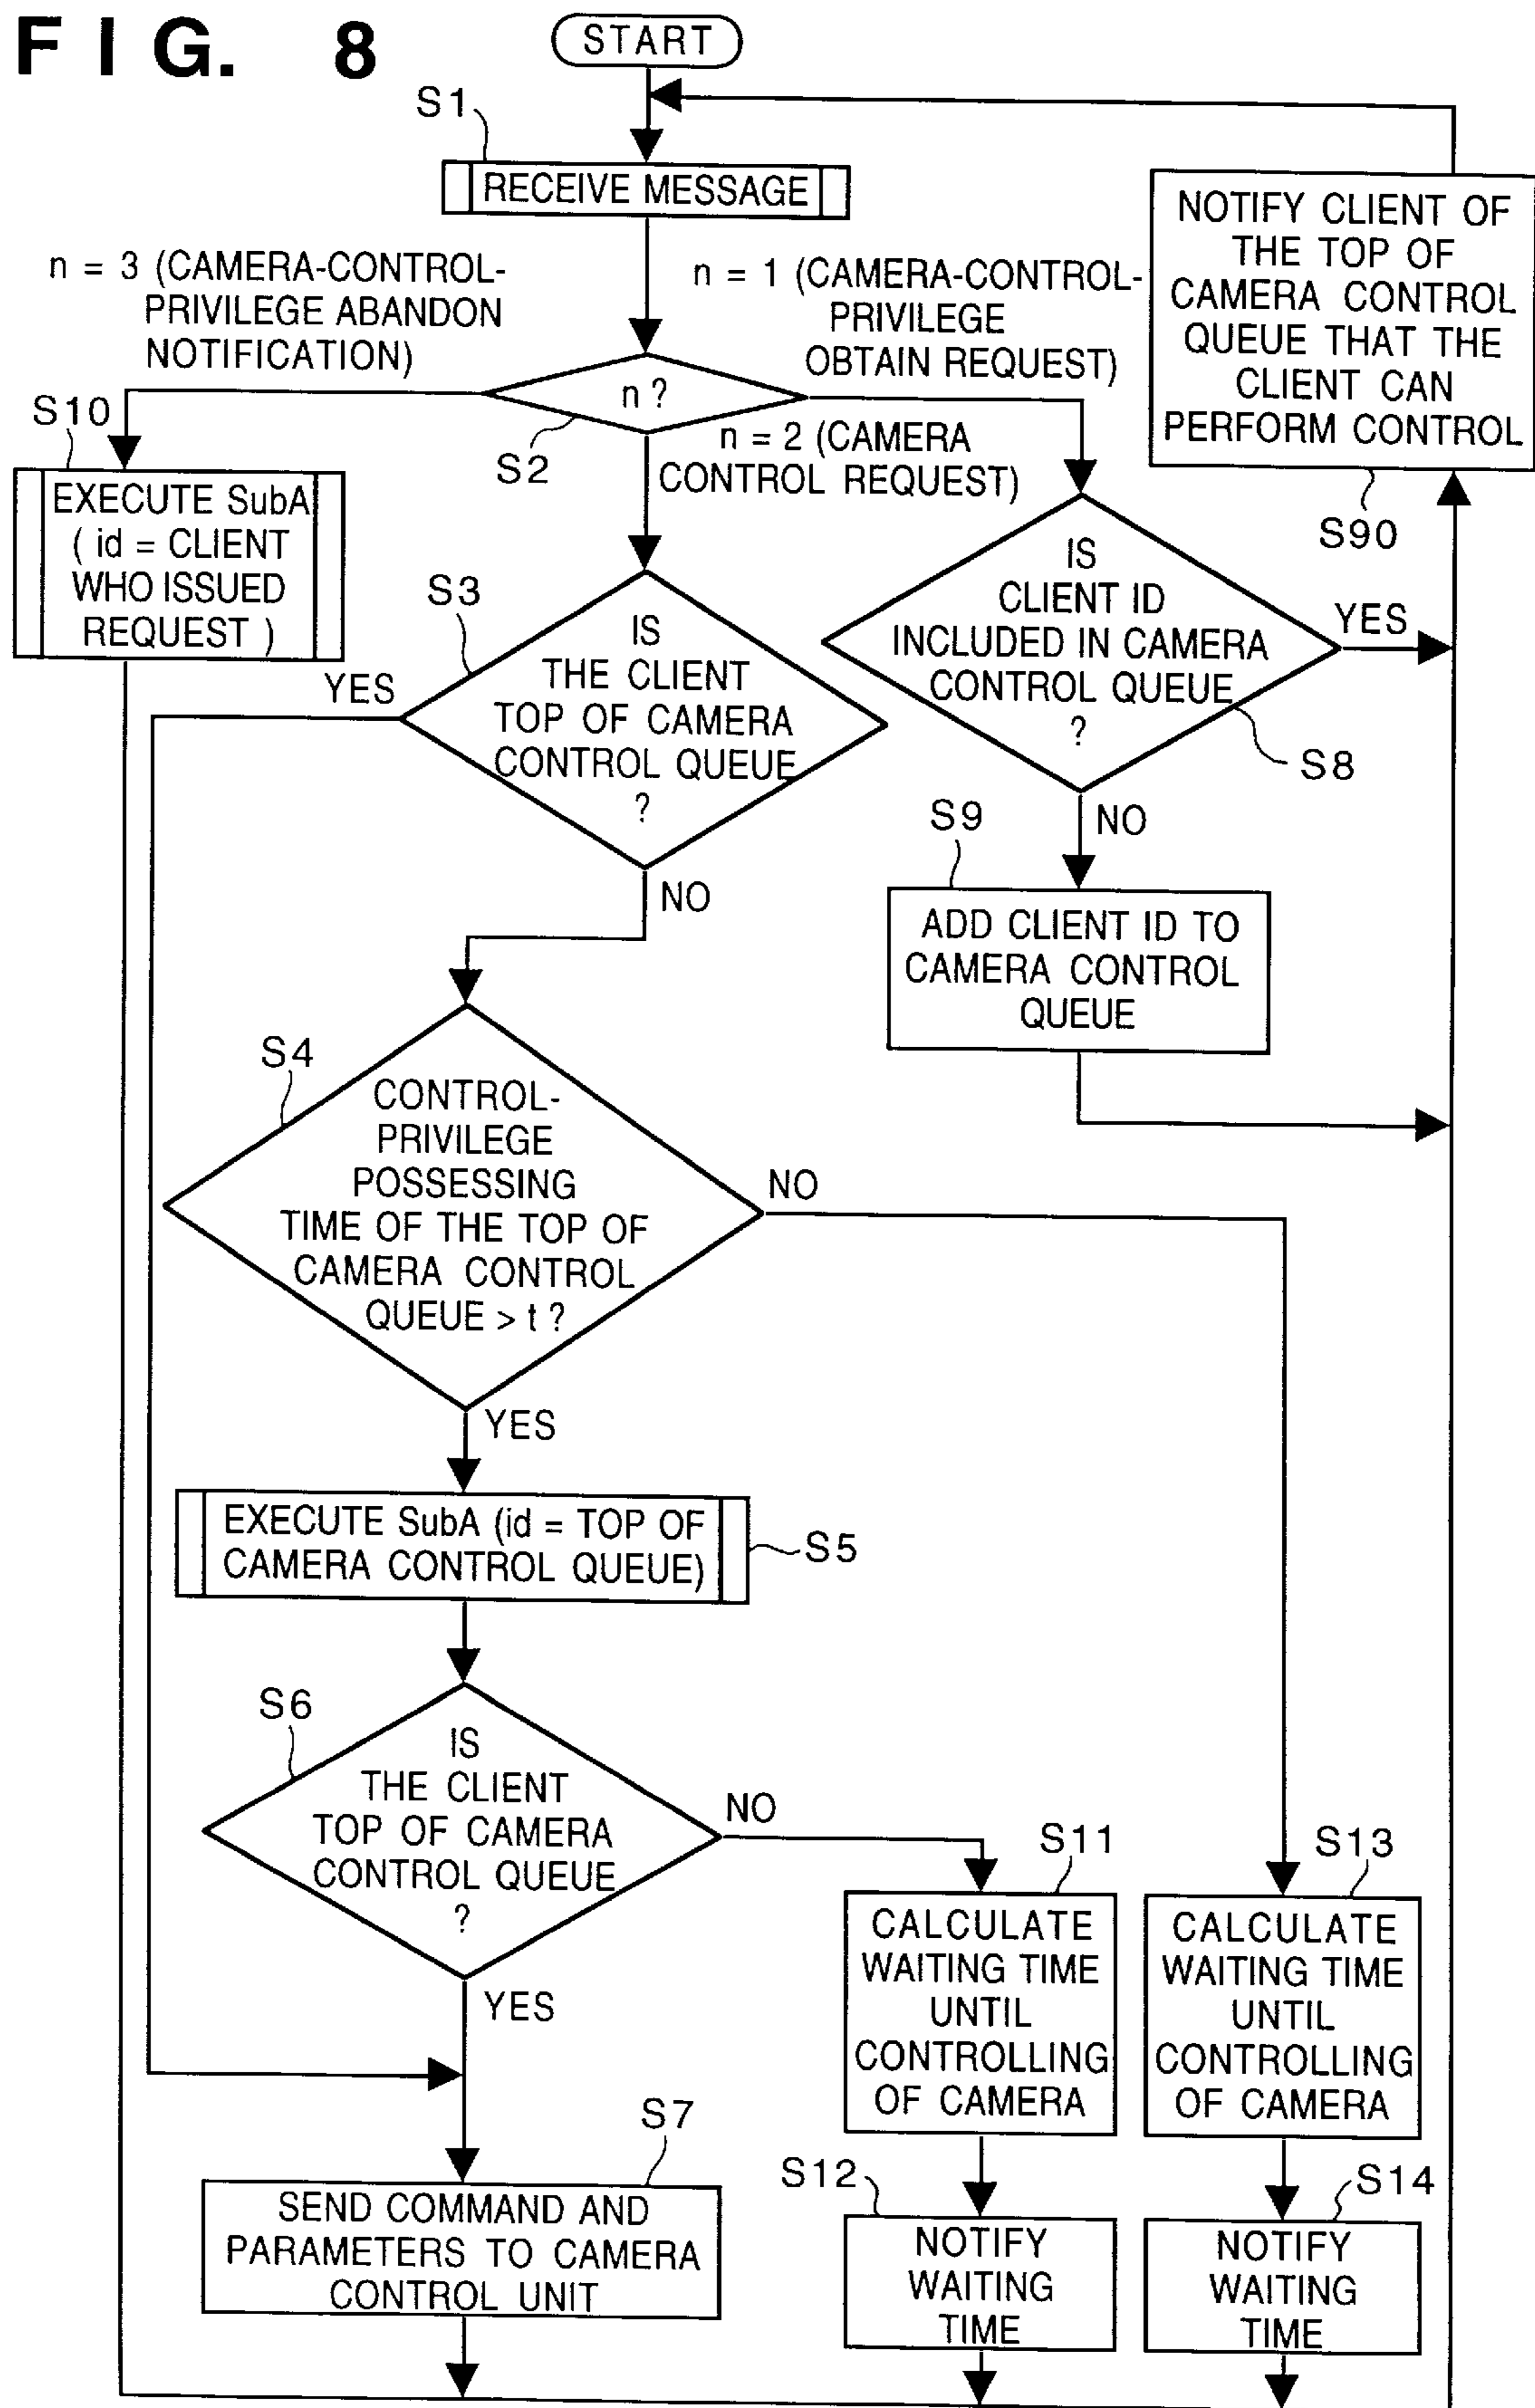 FIG. 8
START
S1
RECEIVE MESSAGE
NOTIFY CLIENT OF
THE TOP OF
CAMERA CONTROL
QUEUE THAT THE
CLIENT CAN
PERFORM CONTROL
S90
n = 3 (CAMERA-CONTROL-
PRIVILEGE ABANDON
NOTIFICATION)
n = 1 (CAMERA-CONTROL-
PRIVILEGE
OBTAIN REQUEST)
n ?
S2
n = 2 (CAMERA
CONTROL REQUEST)
S10
EXECUTE SubA
( id = CLIENT
WHO ISSUED
REQUEST )
S3
IS
THE CLIENT
TOP OF CAMERA
CONTROL QUEUE
?
YES
NO
IS
CLIENT ID
INCLUDED IN CAMERA
CONTROL QUEUE
?
YES
S8
NO
S9
ADD CLIENT ID TO
CAMERA CONTROL
QUEUE
S4
CONTROL-
PRIVILEGE
POSSESSING
TIME OF THE TOP OF
CAMERA CONTROL
QUEUE > t ?
NO
YES
EXECUTE SubA (id = TOP OF
CAMERA CONTROL QUEUE)
S5
S6
IS
THE CLIENT
TOP OF CAMERA
CONTROL QUEUE
?
NO
YES
S11
CALCULATE
WAITING TIME
UNTIL
CONTROLLING
OF CAMERA
S13
CALCULATE
WAITING TIME
UNTIL
CONTROLLING
OF CAMERA
S7
SEND COMMAND AND
PARAMETERS TO CAMERA
CONTROL UNIT
S12
NOTIFY
WAITING
TIME
S14
NOTIFY
WAITING
TIME